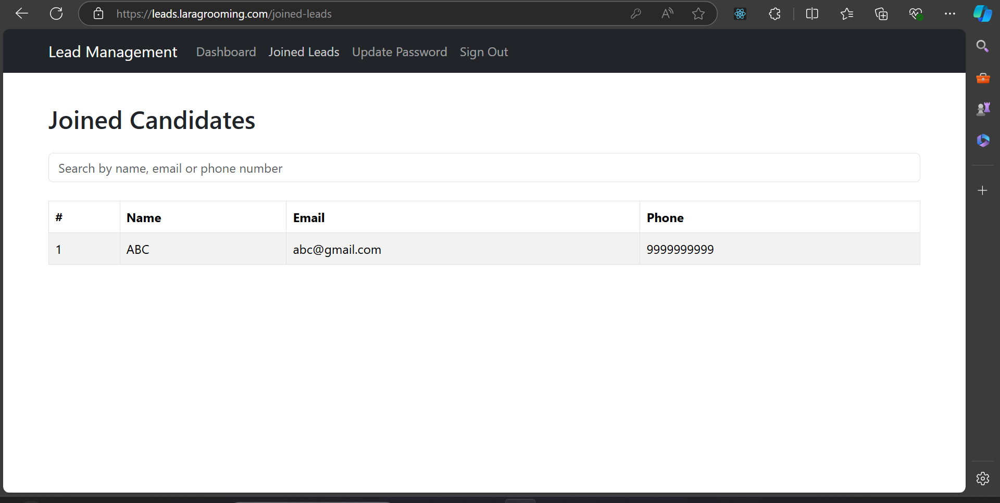 https://leads.laragrooming.com/joined-leads
Lead Management Dashboard Joined Leads Update Password Sign Out
Joined Candidates
Search by name, email or phone number
# Name Email Phone
1 ABC abc@gmail.com 9999999999